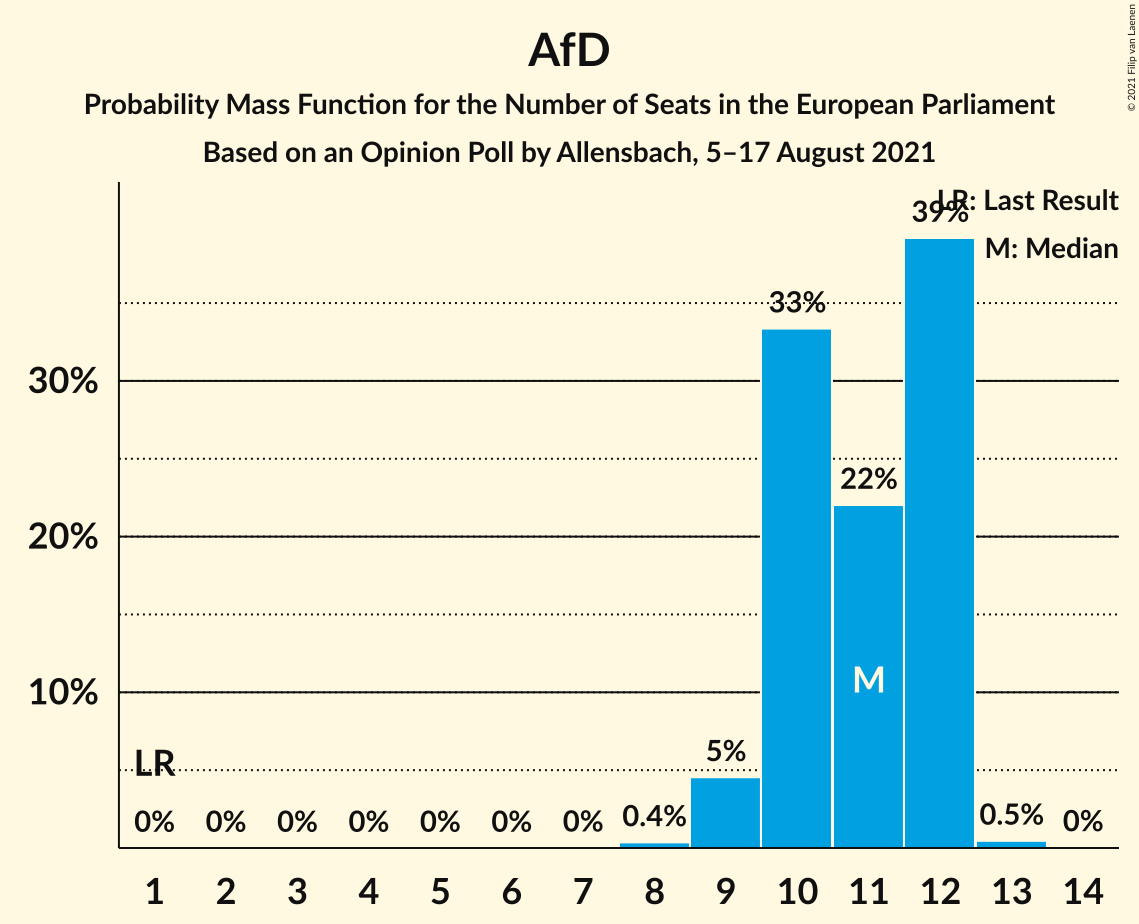 AfD
Probability Mass Function for the Number of Seats in the European Parliament
Based on an Opinion Poll by Allensbach, 5–17 August 2021
© 2021 Filip van Laenen
LR: Last Result
M: Median
39%
33%
30%
22%
20%
M
10%
LR
5%
0% 0% 0% 0% 0% 0% 0% 0.4% 0.5% 0%
1 2 3 4 5 6 7 8 9 10 11 12 13 14